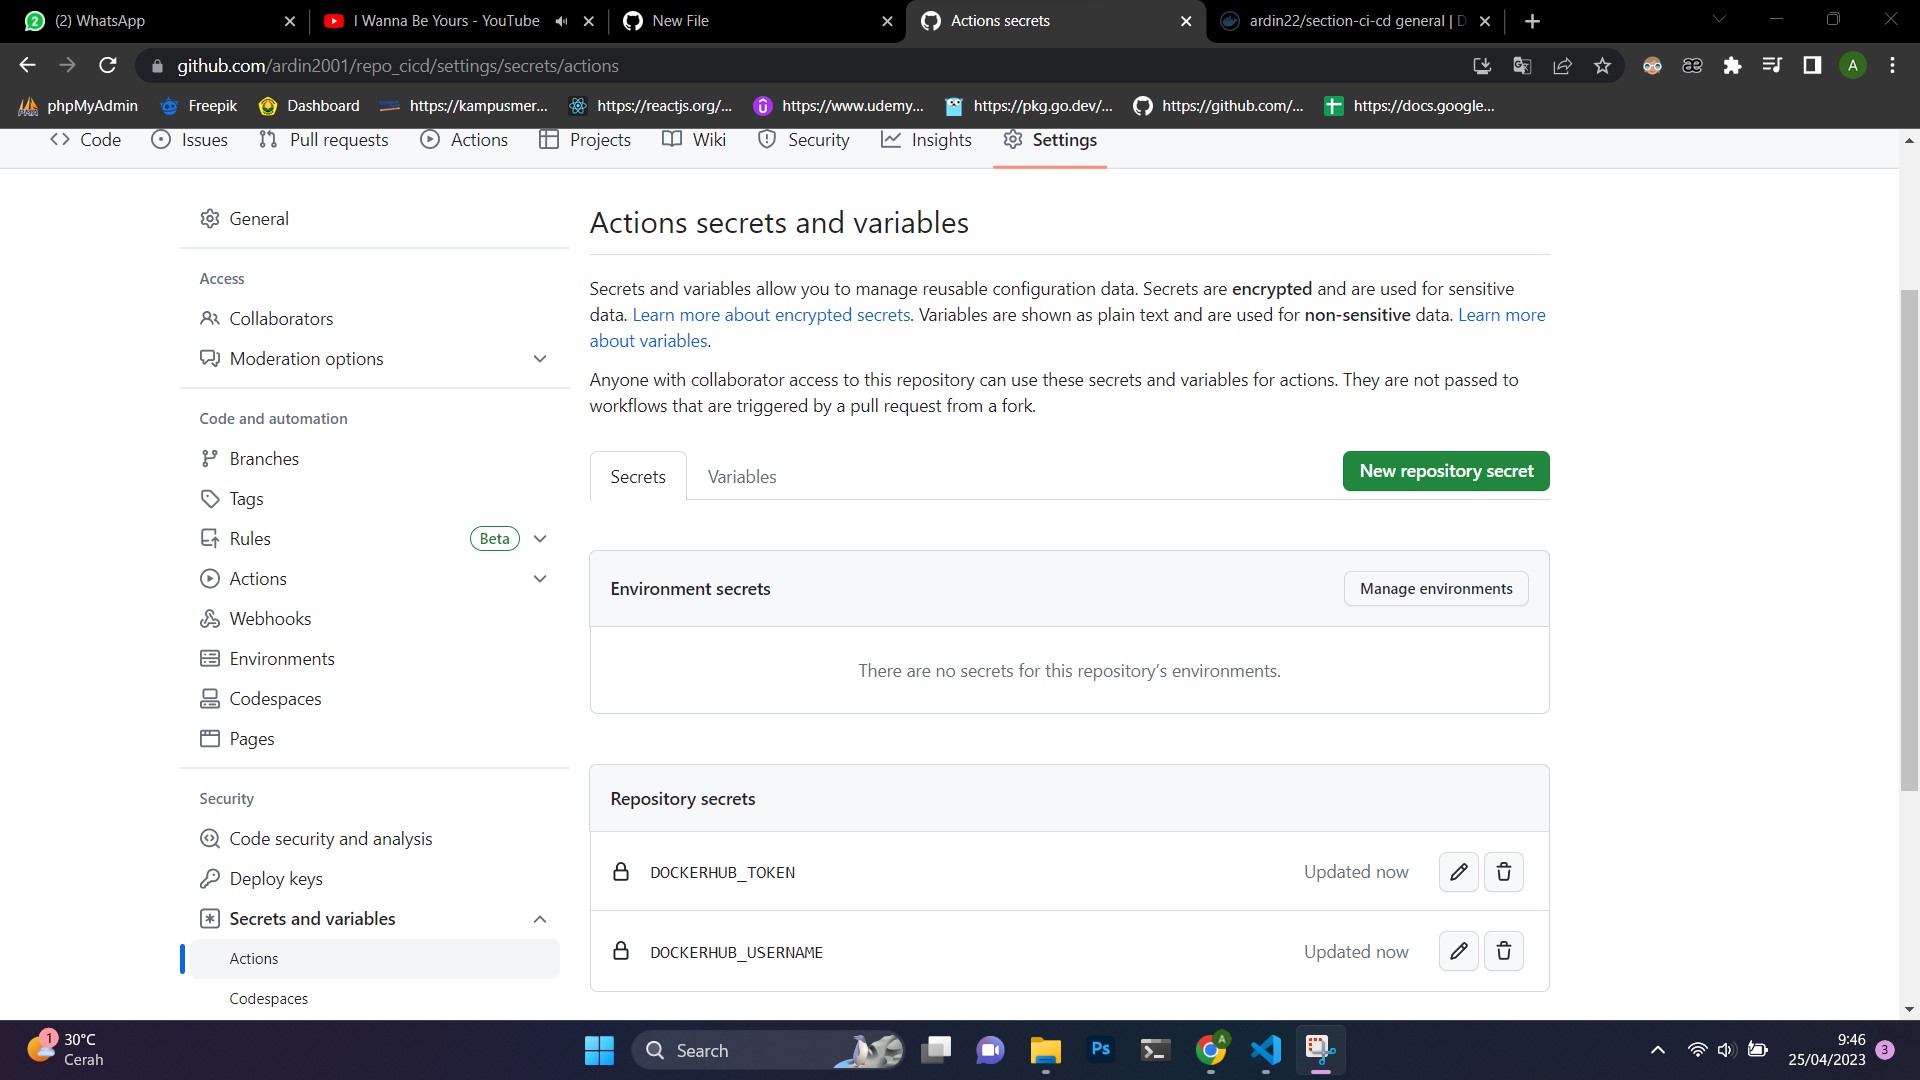 (2) WhatsApp
I Wanna Be Yours - YouTube
New File
Actions secrets
ardin22/section-ci-cd general | D
github.com/ardin2001/repo_cicd/settings/secrets/actions
A
phpMyAdmin
Freepik
Dashboard
https://kampusmer...
https://reactjs.org/...
https://www.udemy...
https://pkg.go.dev/...
https://github.com/...
https://docs.google...
Code
Issues
Pull requests
Actions
Projects
Wiki
Security
Insights
Settings
General
Access
Collaborators
Moderation options
Code and automation
Branches
Tags
Rules
Beta
Actions
Webhooks
Environments
Codespaces
Pages
Security
Code security and analysis
Deploy keys
Secrets and variables
Actions
Codespaces
Actions secrets and variables
Secrets and variables allow you to manage reusable configuration data. Secrets are encrypted and are used for sensitive
data. Learn more about encrypted secrets. Variables are shown as plain text and are used for non-sensitive data. Learn more
about variables.
Anyone with collaborator access to this repository can use these secrets and variables for actions. They are not passed to
workflows that are triggered by a pull request from a fork.
Secrets
Variables
New repository secret
Environment secrets
Manage environments
There are no secrets for this repository's environments.
Repository secrets
DOCKERHUB_TOKEN
Updated now
DOCKERHUB_USERNAME
Updated now
1
30°C
Cerah
Search
Ps
A
9:46
25/04/2023
3